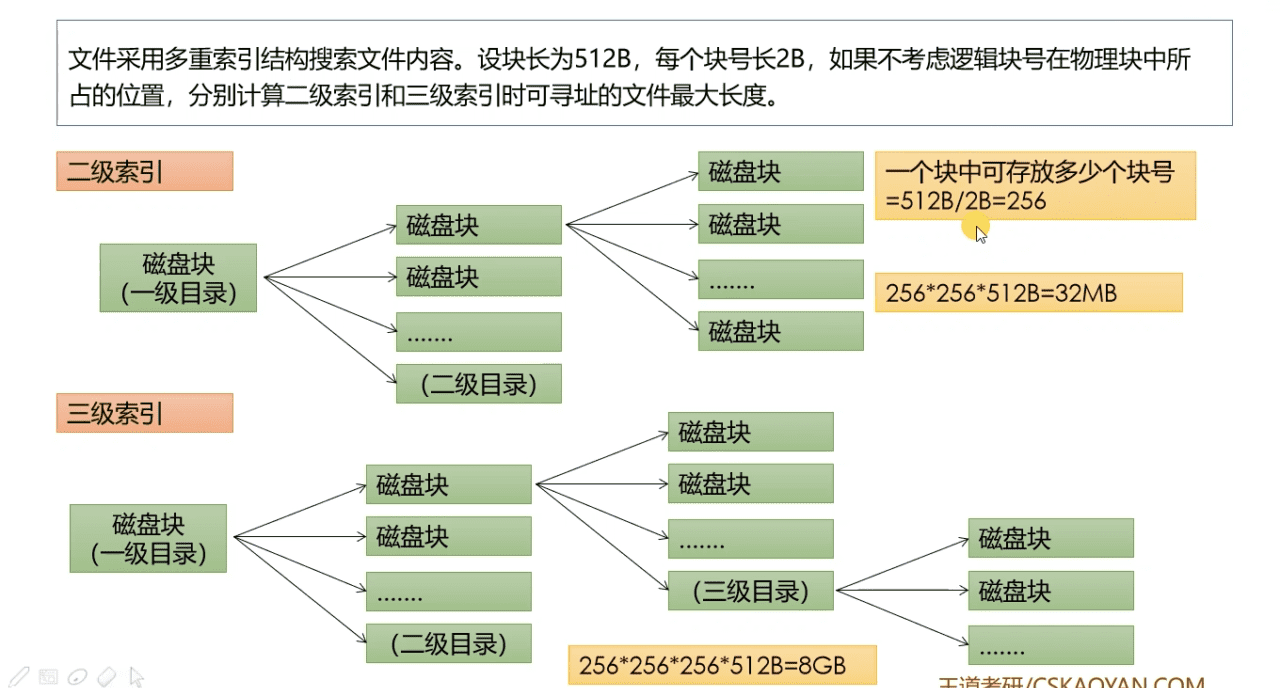 文件采用多重索引结构搜索文件内容。设块长为512B，每个块号长2B，如果不考虑逻辑块号在物理块中所
占的位置，分别计算二级索引和三级索引时可寻址的文件最大长度。
二级索引
磁盘块
（一级目录）
磁盘块
磁盘块
.......
（二级目录）
磁盘块
磁盘块
.......
磁盘块
一个块中可存放多少个块号
=512B/2B=256
256*256*512B=32MB
三级索引
磁盘块
（一级目录）
磁盘块
磁盘块
.......
（二级目录）
磁盘块
磁盘块
.......
（三级目录）
磁盘块
磁盘块
.......
256*256*256*512B=8GB
王道考研/CSKAOYAN.COM